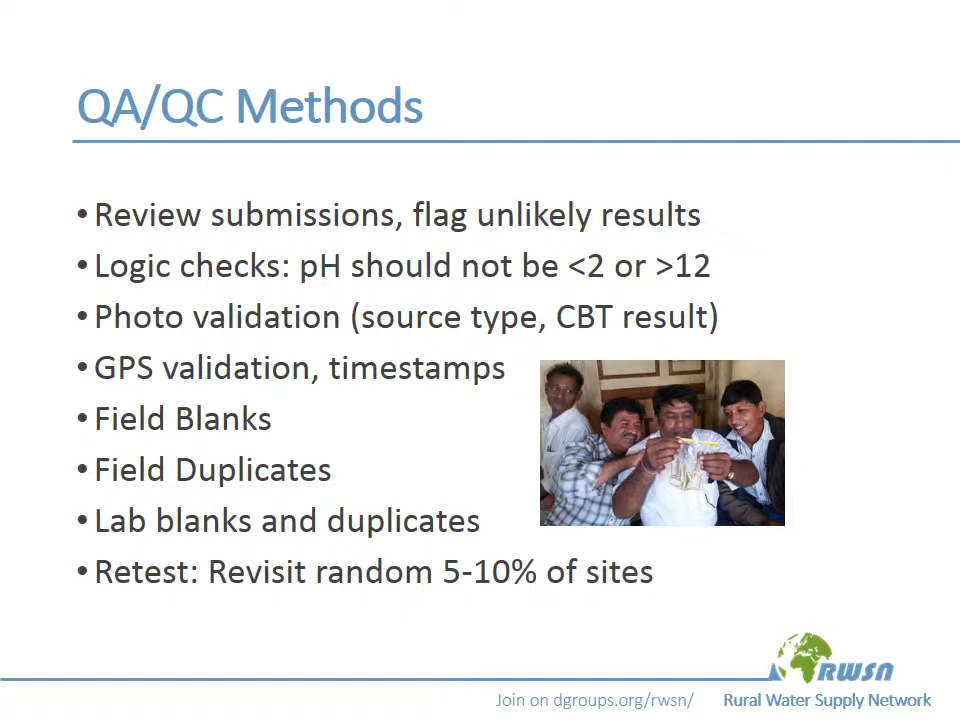 QA/QC Methods
• Review submissions, flag unlikely results
• Logic checks: pH should not be <2 or >12
• Photo validation (source type, CBT result)
• GPS validation, timestamps
• Field Blanks
• Field Duplicates
• Lab blanks and duplicates
• Retest: Revisit random 5-10% of sites
RWSN
Join on dgroups.org/rwsn/ Rural Water Supply Network